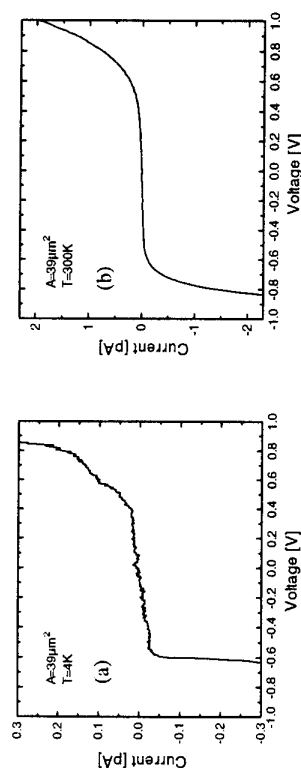 A=39μm²
T=4K
(a)
Current [pA]
0.3
0.2
0.1
0.0
-0.1
-0.2
-0.3
-1.0 -0.8 -0.6 -0.4 -0.2 0.0 0.2 0.4 0.6 0.8 1.0
Voltage [V]
A=39μm²
T=300K
(b)
Current [pA]
2
1
0
-1
-2
-1.0 -0.8 -0.6 -0.4 -0.2 0.0 0.2 0.4 0.6 0.8 1.0
Voltage [V]